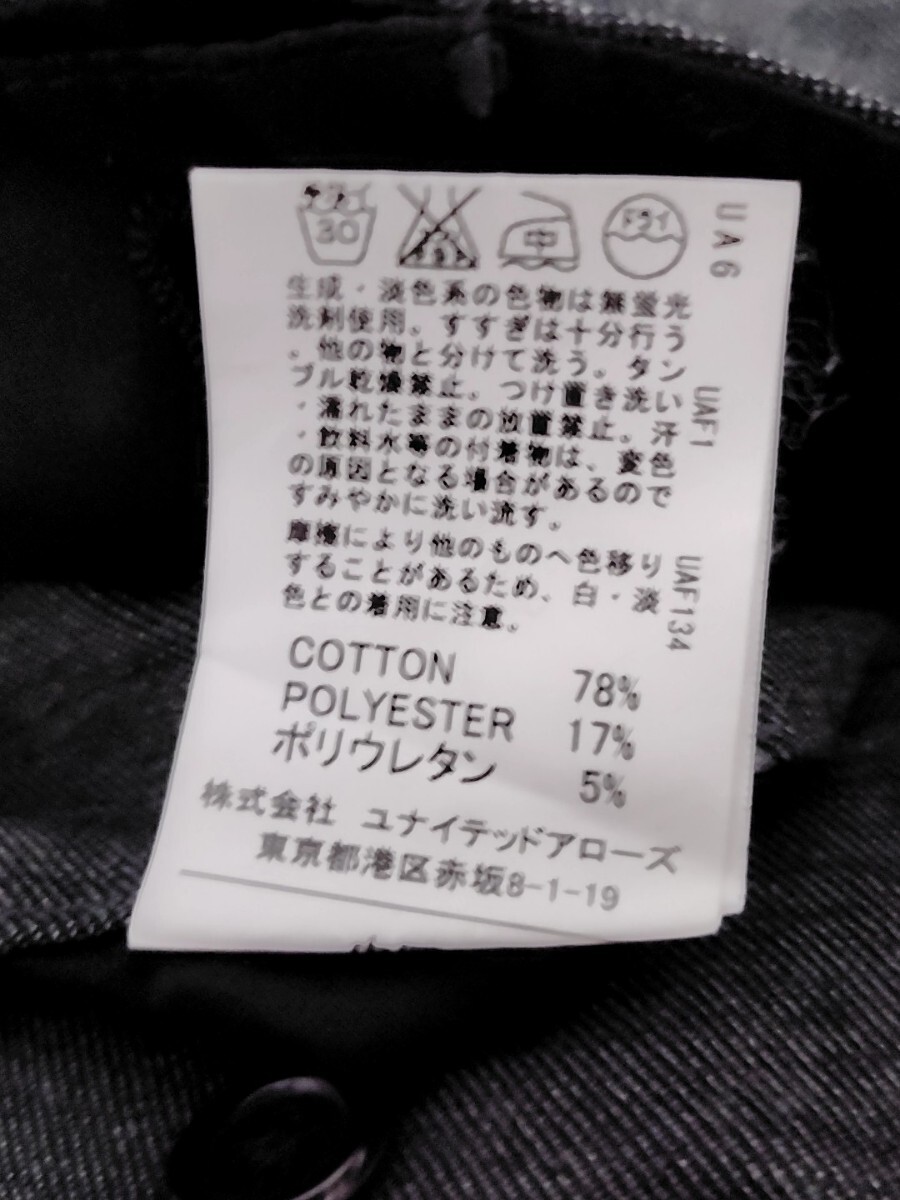 30
中
ドライ
UA6
生成・淡色系の色物は無蛍光
洗剤使用。すすぎは十分行う
。他の物と分けて洗う。タン
ブル乾燥禁止。つけ置き洗い
・濡れたままの放置禁止。汗
・飲料水等の付着物は、変色
の原因となる場合があるので
すみやかに洗い流す。
UAF1
摩擦により他のものへ色移り
することがあるため、白・淡
色との着用に注意。
UAF134
COTTON 78%
POLYESTER 17%
ポリウレタン 5%
株式会社 ユナイテッドアローズ
東京都港区赤坂8-1-19